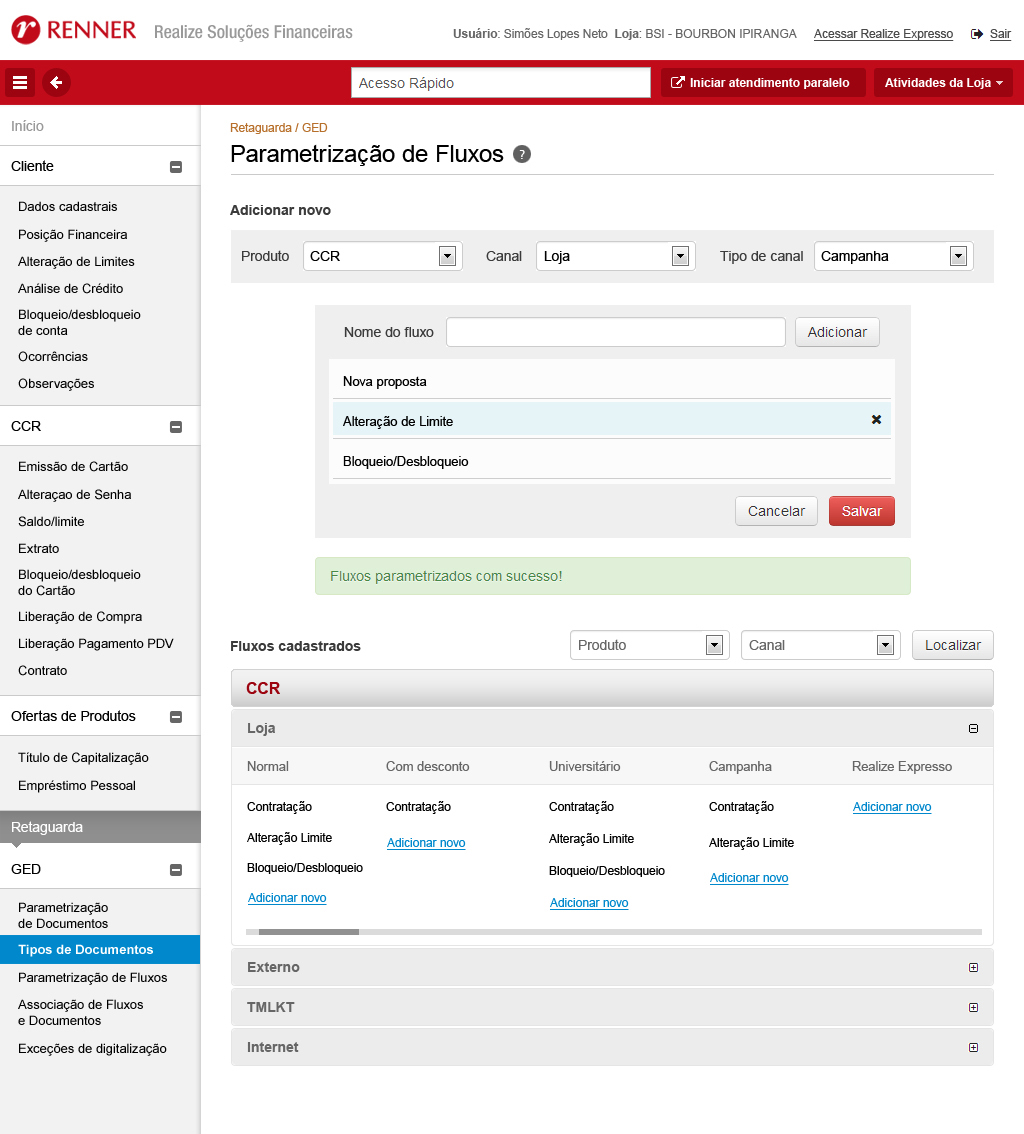 r RENNER Realize Soluções Financeiras
Usuário: Simões Lopes Neto Loja: BSI - BOURBON IPIRANGA Acessar Realize Expresso Sair
Acesso Rápido Iniciar atendimento paralelo Atividades da Loja
Início
Cliente
Dados cadastrais
Posição Financeira
Alteração de Limites
Análise de Crédito
Bloqueio/desbloqueio
de conta
Ocorrências
Observações
CCR
Emissão de Cartão
Alteraçao de Senha
Saldo/limite
Extrato
Bloqueio/desbloqueio
do Cartão
Liberação de Compra
Liberação Pagamento PDV
Contrato
Ofertas de Produtos
Título de Capitalização
Empréstimo Pessoal
Retaguarda
GED
Parametrização
de Documentos
Tipos de Documentos
Parametrização de Fluxos
Associação de Fluxos
e Documentos
Exceções de digitalização
Retaguarda / GED
Parametrização de Fluxos ?
Adicionar novo
Produto CCR Canal Loja Tipo de canal Campanha
Nome do fluxo Adicionar
Nova proposta
Alteração de Limite
Bloqueio/Desbloqueio
Cancelar Salvar
Fluxos parametrizados com sucesso!
Fluxos cadastrados Produto Canal Localizar
CCR
Loja
Normal Com desconto Universitário Campanha Realize Expresso
Contratação Contratação Contratação Contratação Adicionar novo
Alteração Limite Adicionar novo Alteração Limite Alteração Limite
Bloqueio/Desbloqueio Bloqueio/Desbloqueio Adicionar novo
Adicionar novo Adicionar novo
Externo
TMLKT
Internet